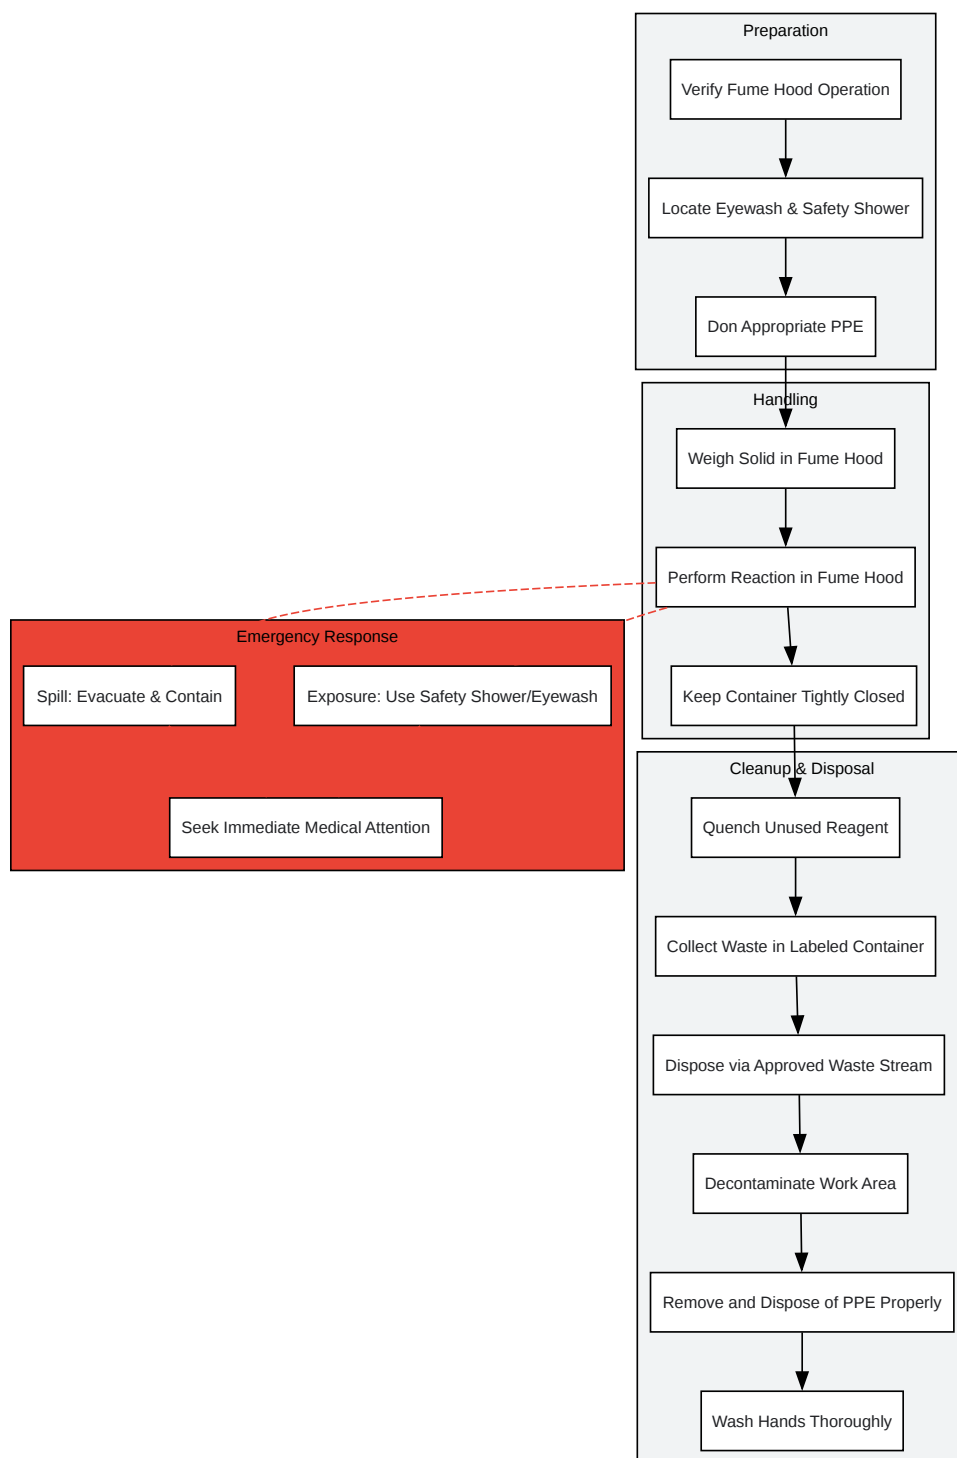 Preparation
Verify Fume Hood Operation
Locate Eyewash & Safety Shower
Don Appropriate PPE
Handling
Weigh Solid in Fume Hood
Perform Reaction in Fume Hood
Keep Container Tightly Closed
Emergency Response
Spill: Evacuate & Contain
Exposure: Use Safety Shower/Eyewash
Seek Immediate Medical Attention
Cleanup & Disposal
Quench Unused Reagent
Collect Waste in Labeled Container
Dispose via Approved Waste Stream
Decontaminate Work Area
Remove and Dispose of PPE Properly
Wash Hands Thoroughly